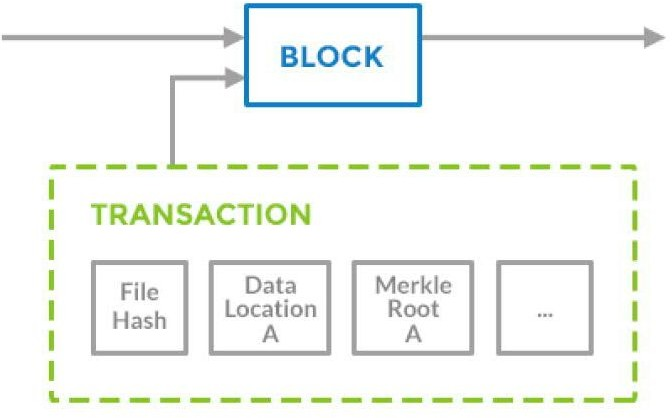 BLOCK
TRANSACTION
File
Hash
Data
Location
A
Merkle
Root
A
...